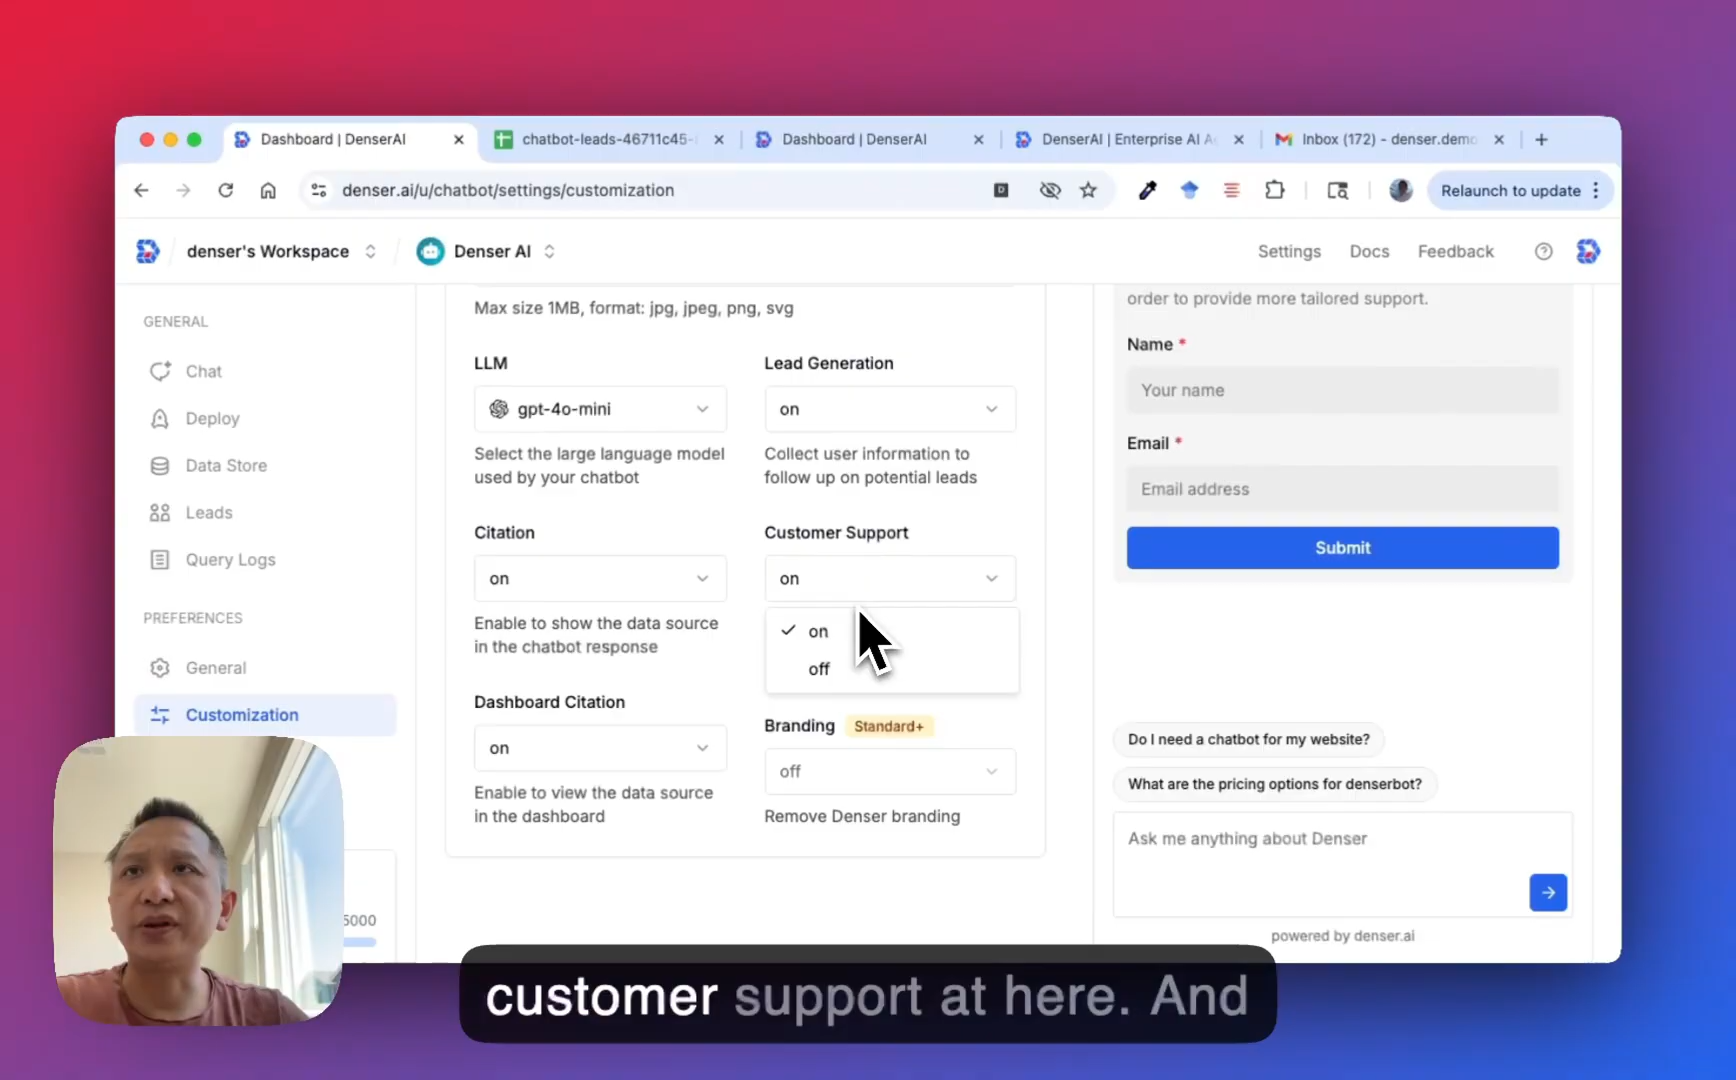 Dashboard | DenserAI
chatbot-leads-46711c45-
Dashboard | DenserAI
DenserAI | Enterprise AI A
Inbox (172) - denser.demo
denser.ai/u/chatbot/settings/customization
Relaunch to update
denser's Workspace
Denser AI
Settings
Docs
Feedback
GENERAL
Chat
Deploy
Data Store
Leads
Query Logs
PREFERENCES
General
Customization
5000
Max size 1MB, format: jpg, jpeg, png, svg
LLM
gpt-4o-mini
Select the large language model
used by your chatbot
Lead Generation
on
Collect user information to
follow up on potential leads
Citation
on
Enable to show the data source
in the chatbot response
Customer Support
on
on
off
Dashboard Citation
on
Enable to view the data source
in the dashboard
Branding Standard+
off
Remove Denser branding
order to provide more tailored support.
Name *
Your name
Email *
Email address
Submit
Do I need a chatbot for my website?
What are the pricing options for denserbot?
Ask me anything about Denser
powered by denser.ai
customer support at here. And